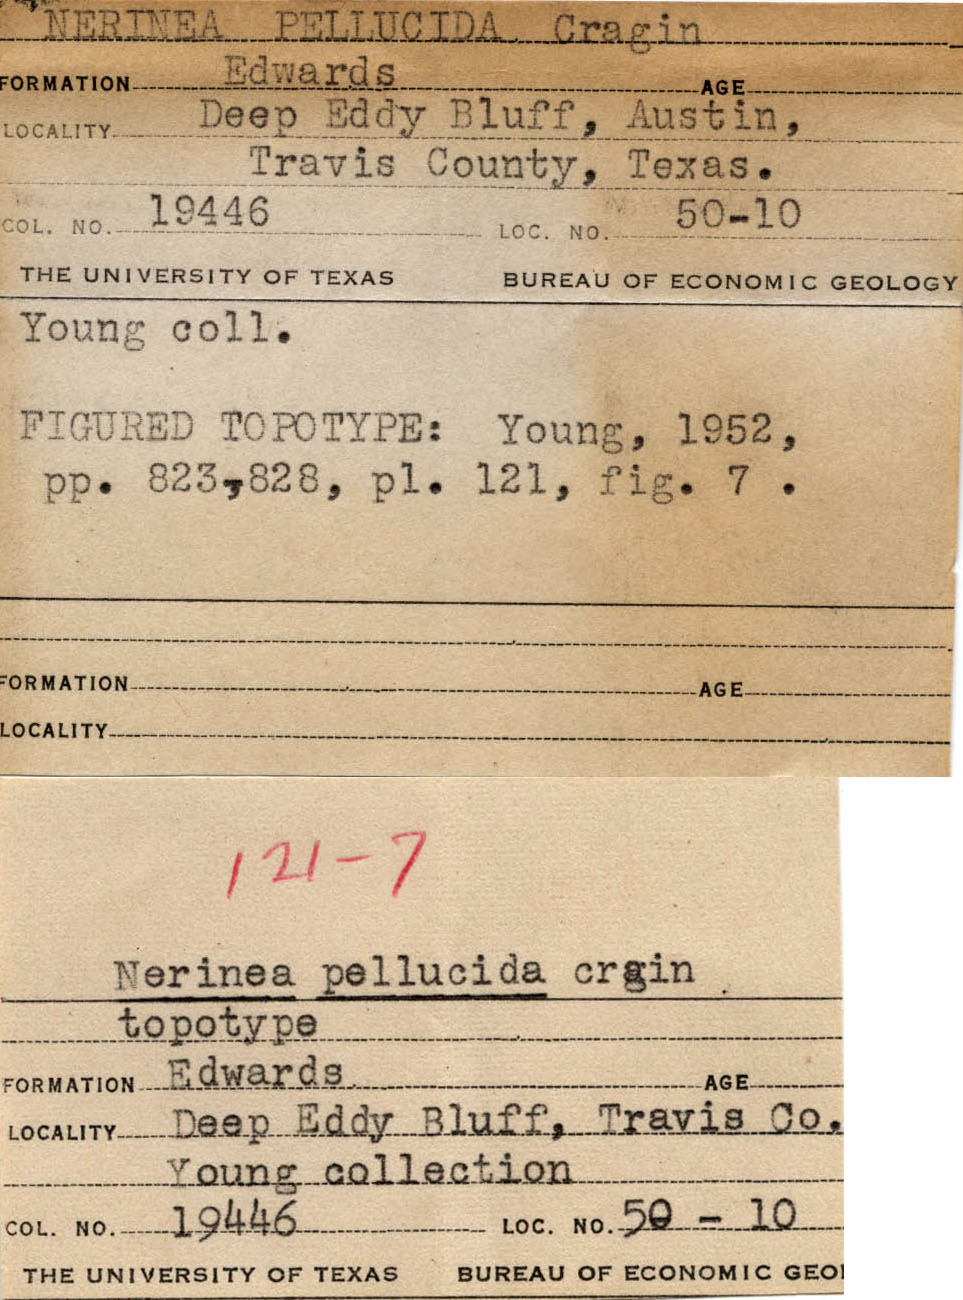 NERINEA PELLUCIDA Cragin
FORMATION Edwards AGE
LOCALITY Deep Eddy Bluff, Austin,
Travis County, Texas.
COL. NO. 19446 LOC. NO. 50-10
THE UNIVERSITY OF TEXAS BUREAU OF ECONOMIC GEOLOGY
Young coll.
FIGURED TOPOTYPE: Young, 1952,
pp. 823,828, pl. 121, fig. 7 .
FORMATION AGE
LOCALITY
121-7
Nerinea pellucida crgin
topotype
FORMATION Edwards AGE
LOCALITY Deep Eddy Bluff, Travis Co.
Young collection
COL. NO. 19446 LOC. NO. 50 - 10
THE UNIVERSITY OF TEXAS BUREAU OF ECONOMIC GEOL